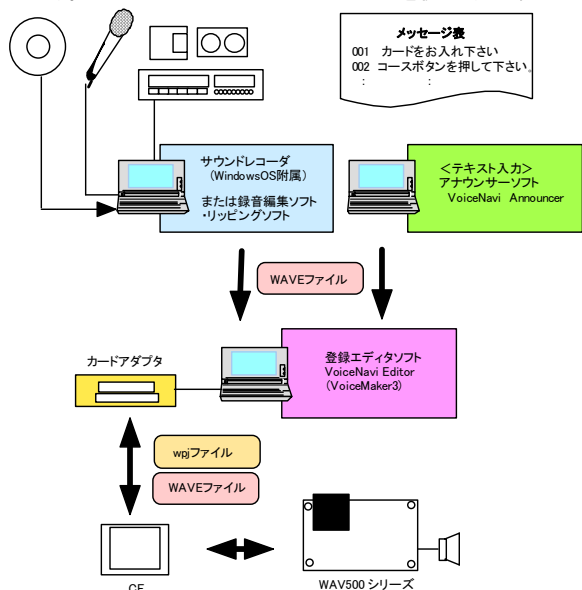 メッセージ表
001 カードをお入れ下さい
002 コースボタンを押して下さい。
: :
サウンドレコーダ
(WindowsOS附属)
または録音編集ソフト
・リッピングソフト
<テキスト入力>
アナウンサーソフト
VoiceNavi Announcer
WAVEファイル
登録エディタソフト
VoiceNavi Editor
(VoiceMaker3)
カードアダプタ
wpjファイル
WAVEファイル
CF
WAV500 シリーズ